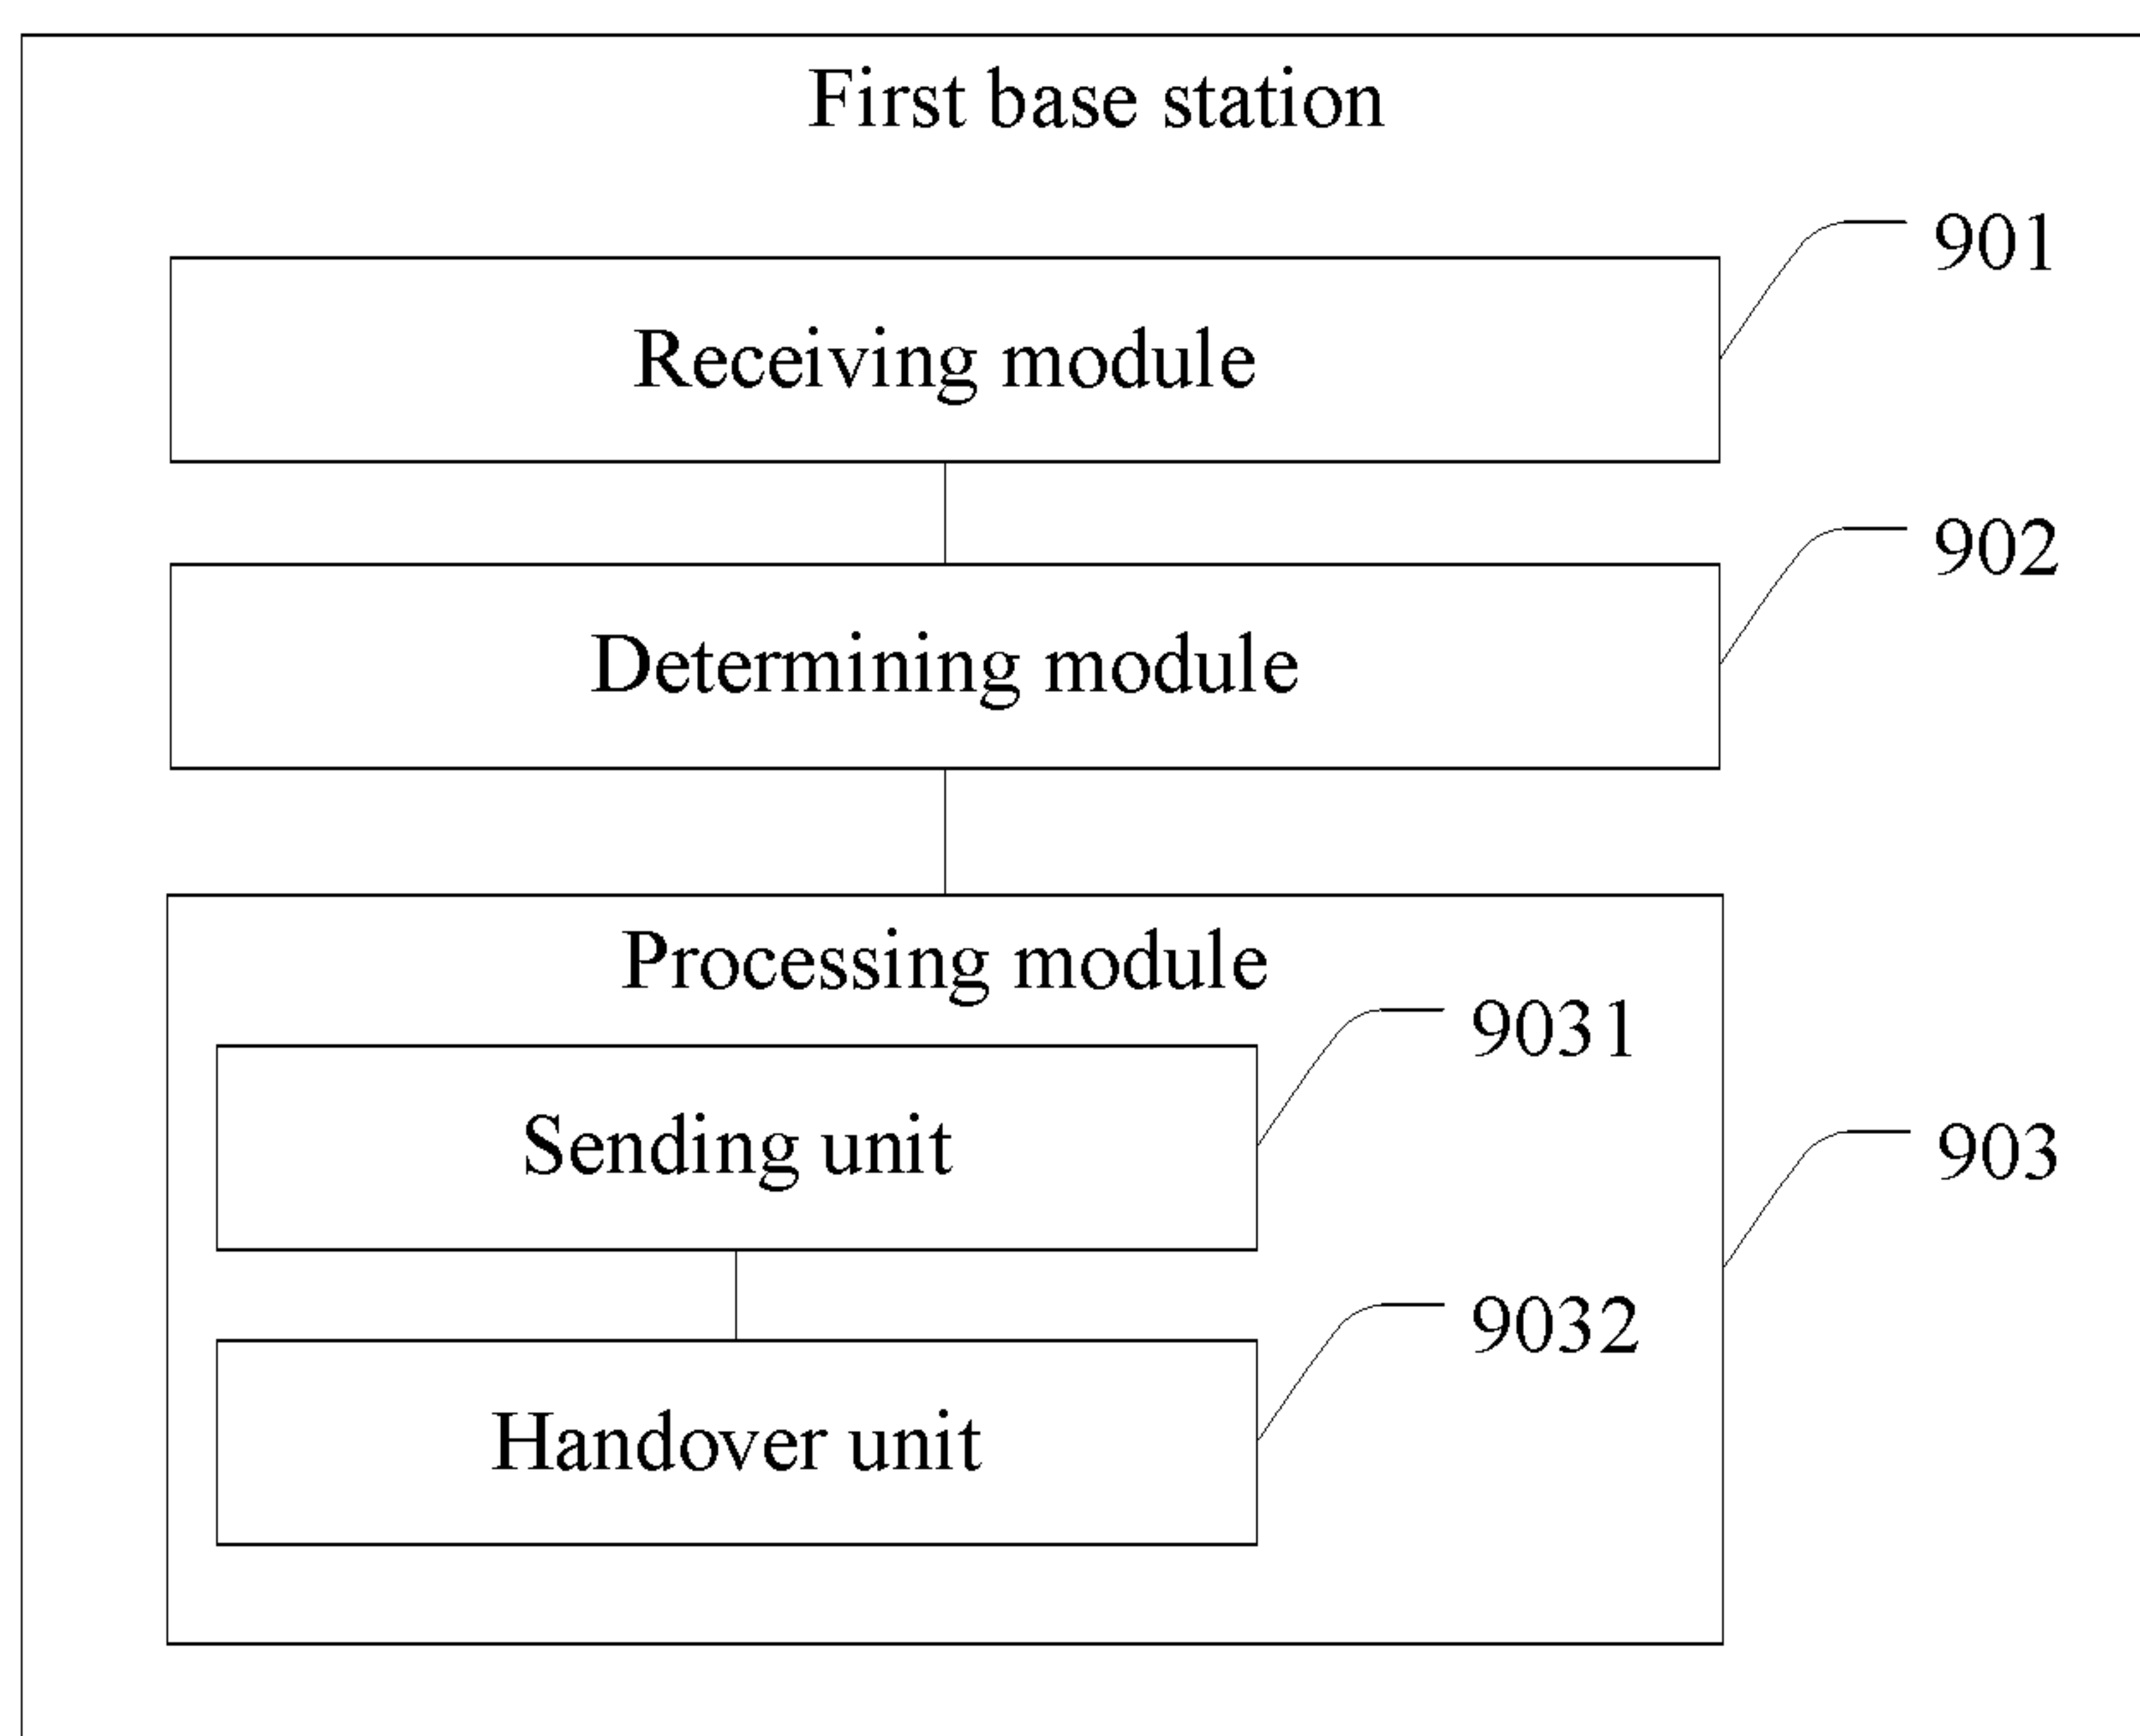 First base station
901
Receiving module
902
Determining module
Processing module
9031
Sending unit
903
9032
Handover unit